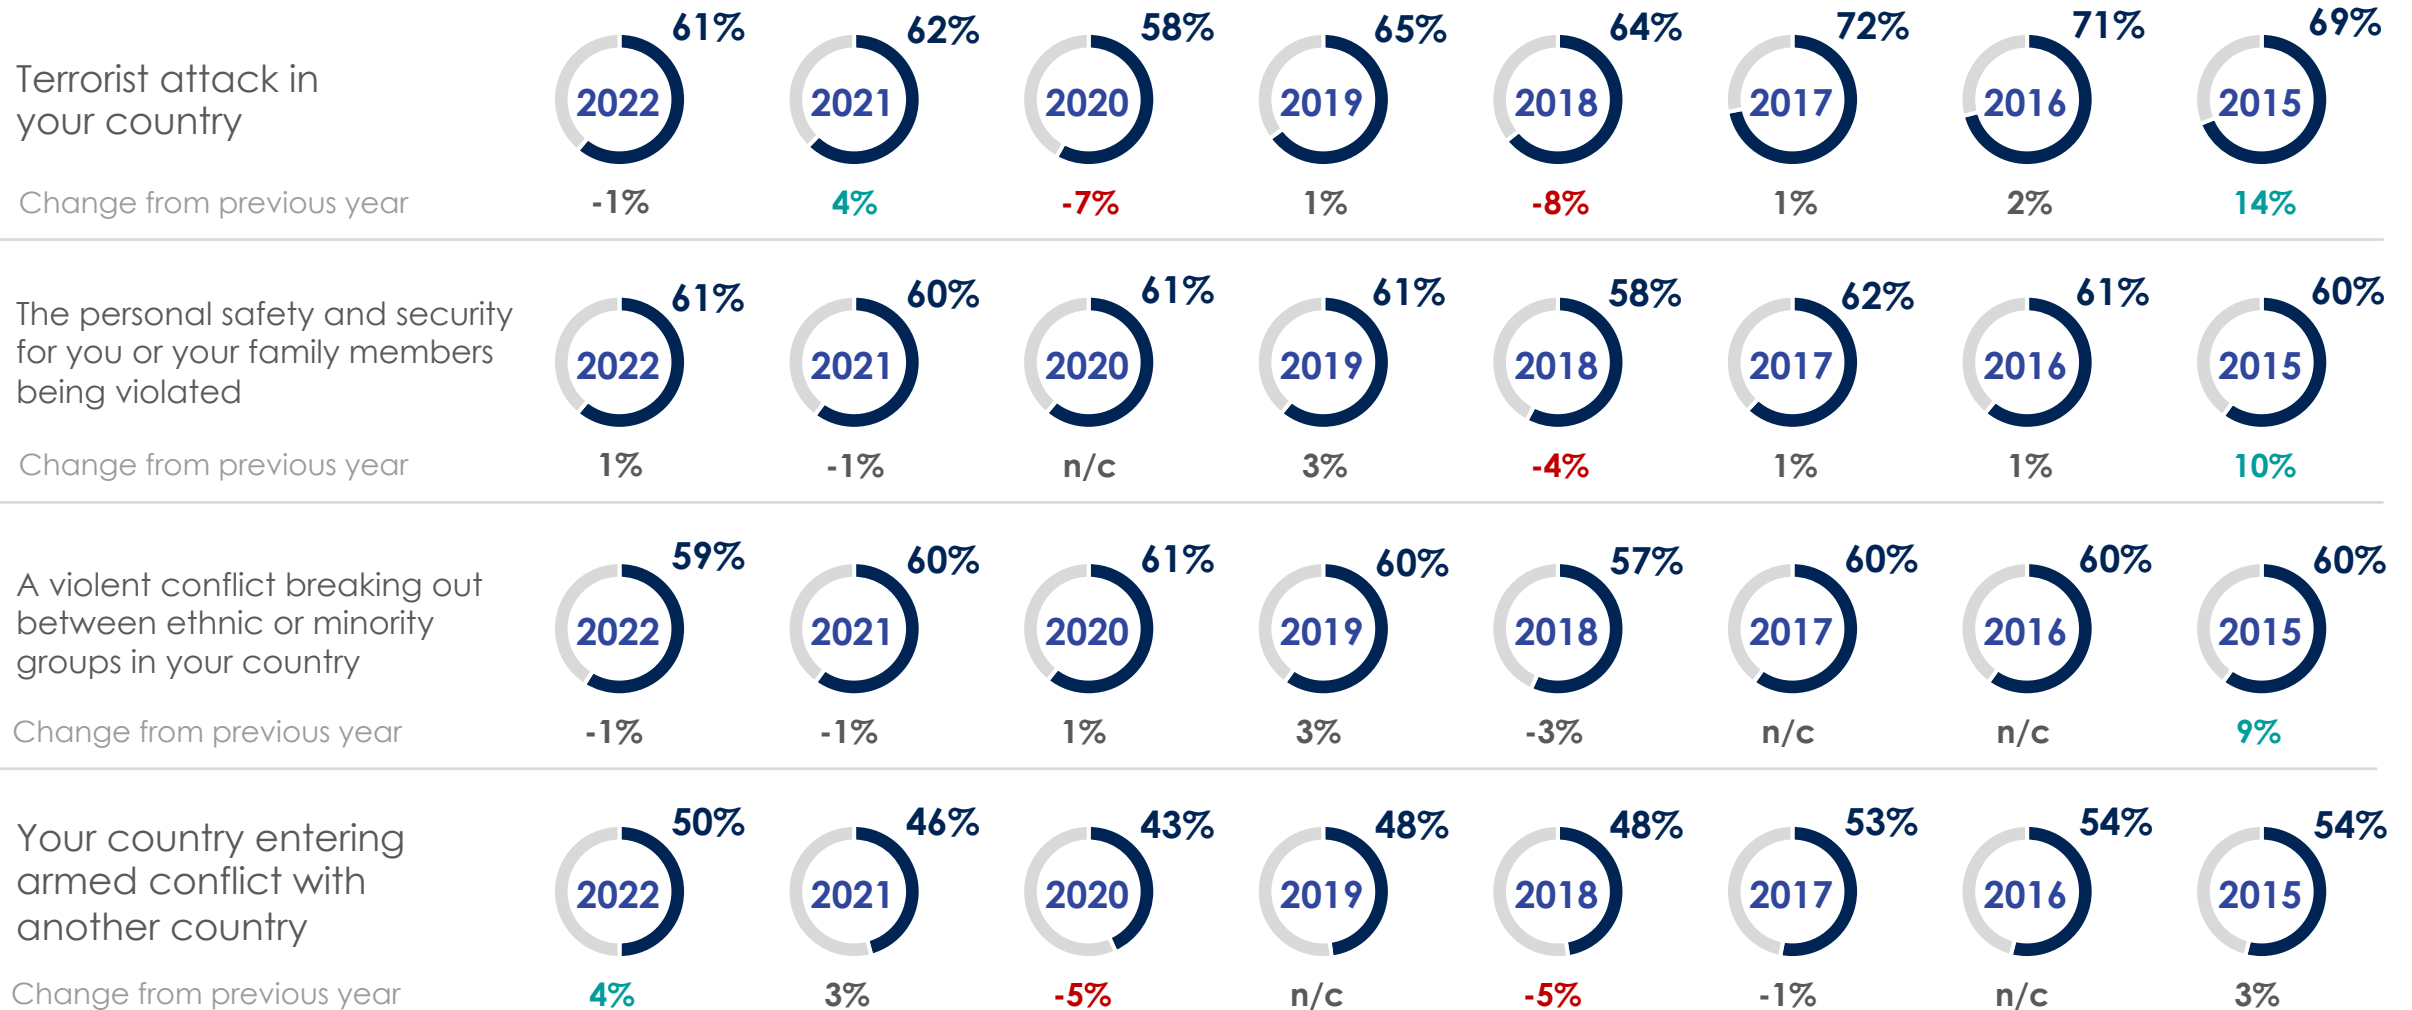 61% 62% 58% 65% 64% 72% 71% 69%
Terrorist attack in
your country
2022 2021 2020 2019 2018 2017 2016 2015
Change from previous year -1% 4% -7% 1% -8% 1% 2% 14%
61% 60% 61% 61% 58% 62% 61% 60%
The personal safety and security
for you or your family members
being violated
2022 2021 2020 2019 2018 2017 2016 2015
Change from previous year 1% -1% n/c 3% -4% 1% 1% 10%
59% 60% 61% 60% 57% 60% 60% 60%
A violent conflict breaking out
between ethnic or minority
groups in your country
2022 2021 2020 2019 2018 2017 2016 2015
Change from previous year -1% -1% 1% 3% -3% n/c n/c 9%
50% 46% 43% 48% 48% 53% 54% 54%
Your country entering
armed conflict with
another country
2022 2021 2020 2019 2018 2017 2016 2015
Change from previous year 4% 3% -5% n/c -5% -1% n/c 3%